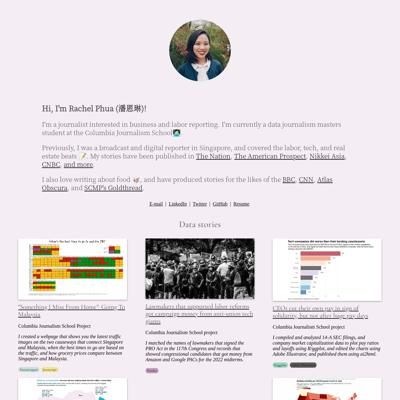 Hi, I'm Rachel Phua (潘恩琳)!
I'm a journalist interested in business and labor reporting. I'm currently a data journalism masters
student at the Columbia Journalism School
Previously, I was a broadcast and digital reporter in Singapore, and covered the labor, tech, and real
estate beats. My stories have been published in The Nation, The American Prospect, Nikkei Asia,
CNBC, and more.
I also love writing about food, and have produced stories for the likes of the BBC, CNN, Atlas
Obscura, and SCMP's Goldthread.
E-mail | LinkedIn | Twitter | GitHub | Resume
Data stories
"Something I Miss From Home": Going To
Malaysia
Columbia Journalism School Project
I created a webpage that shows you the latest traffic
images on the two causeways that connect Singapore
and Malaysia, when the best times to go are based on
the traffic, and how grocery prices compare between
Singapore and Malaysia.
Lawmakers that supported labor reforms
got campaign money from anti-union tech
giants
Columbia Journalism School Project
I matched the names of lawmakers that signed the
PRO Act in the 117th Congress and records that
showed congressional candidates that got money from
Amazon and Google PACs for the 2022 midterms.
Tech companies did worse than their banking counterparts
CEOs cut their own pay in sign of
solidarity, but not after huge pay days
Columbia Journalism School project
I compiled and analyzed 14-A SEC filings, and
company market capitalization data to plot pay ratios
and layoffs using R/ggplot, and edited the charts using
Adobe Illustrator, and published them using ai2html.